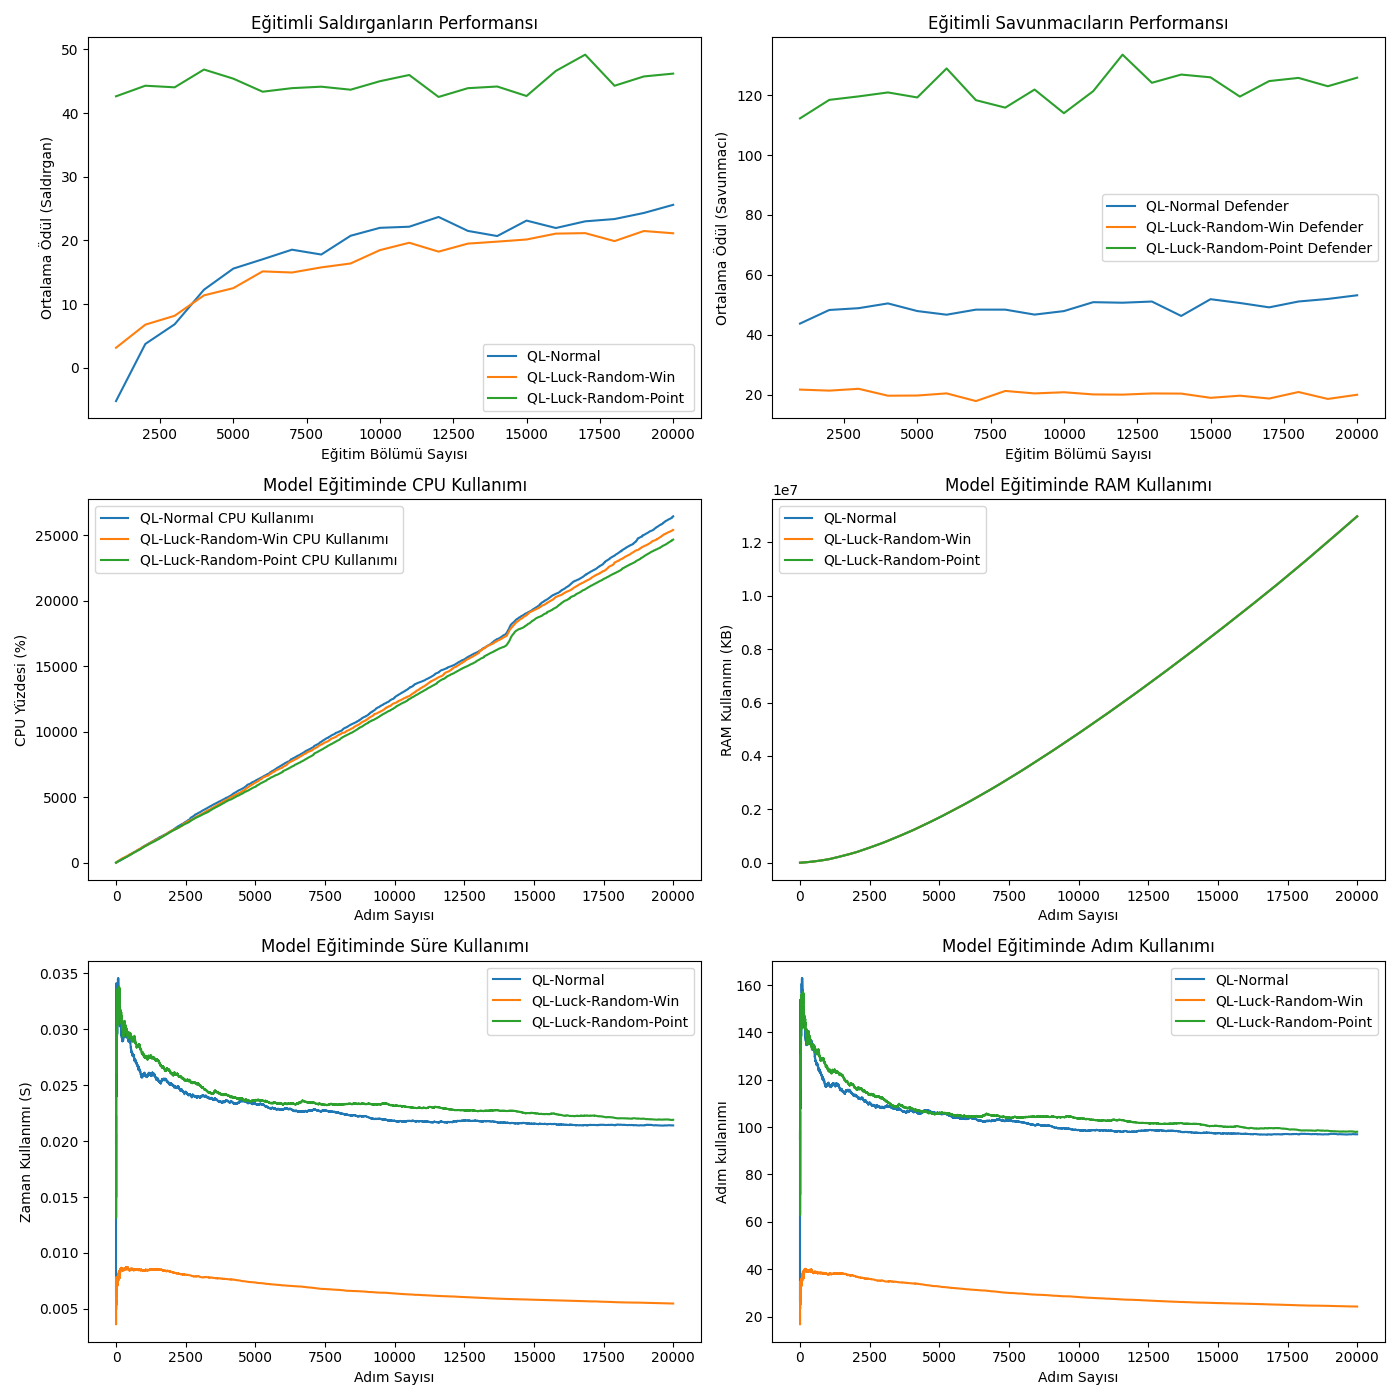 Eğitimli Saldırganların Performansı
50
40
30
20
10
0
Ortalama Ödül (Saldırgan)
QL-Normal
QL-Luck-Random-Win
QL-Luck-Random-Point
2500 5000 7500 10000 12500 15000 17500 20000
Eğitim Bölümü Sayısı
Eğitimli Savunmacıların Performansı
120
100
80
60
40
20
Ortalama Ödül (Savunmacı)
QL-Normal Defender
QL-Luck-Random-Win Defender
QL-Luck-Random-Point Defender
2500 5000 7500 10000 12500 15000 17500 20000
Eğitim Bölümü Sayısı
Model Eğitiminde CPU Kullanımı
25000
20000
15000
10000
5000
0
CPU Yüzdesi (%)
QL-Normal CPU Kullanımı
QL-Luck-Random-Win CPU Kullanımı
QL-Luck-Random-Point CPU Kullanımı
0 2500 5000 7500 10000 12500 15000 17500 20000
Adım Sayısı
Model Eğitiminde RAM Kullanımı
1e7
1.2
1.0
0.8
0.6
0.4
0.2
0.0
RAM Kullanımı (KB)
QL-Normal
QL-Luck-Random-Win
QL-Luck-Random-Point
0 2500 5000 7500 10000 12500 15000 17500 20000
Adım Sayısı
Model Eğitiminde Süre Kullanımı
0.035
0.030
0.025
0.020
0.015
0.010
0.005
Zaman Kullanımı (S)
QL-Normal
QL-Luck-Random-Win
QL-Luck-Random-Point
0 2500 5000 7500 10000 12500 15000 17500 20000
Adım Sayısı
Model Eğitiminde Adım Kullanımı
160
140
120
100
80
60
40
20
Adım kullanımı
QL-Normal
QL-Luck-Random-Win
QL-Luck-Random-Point
0 2500 5000 7500 10000 12500 15000 17500 20000
Adım Sayısı